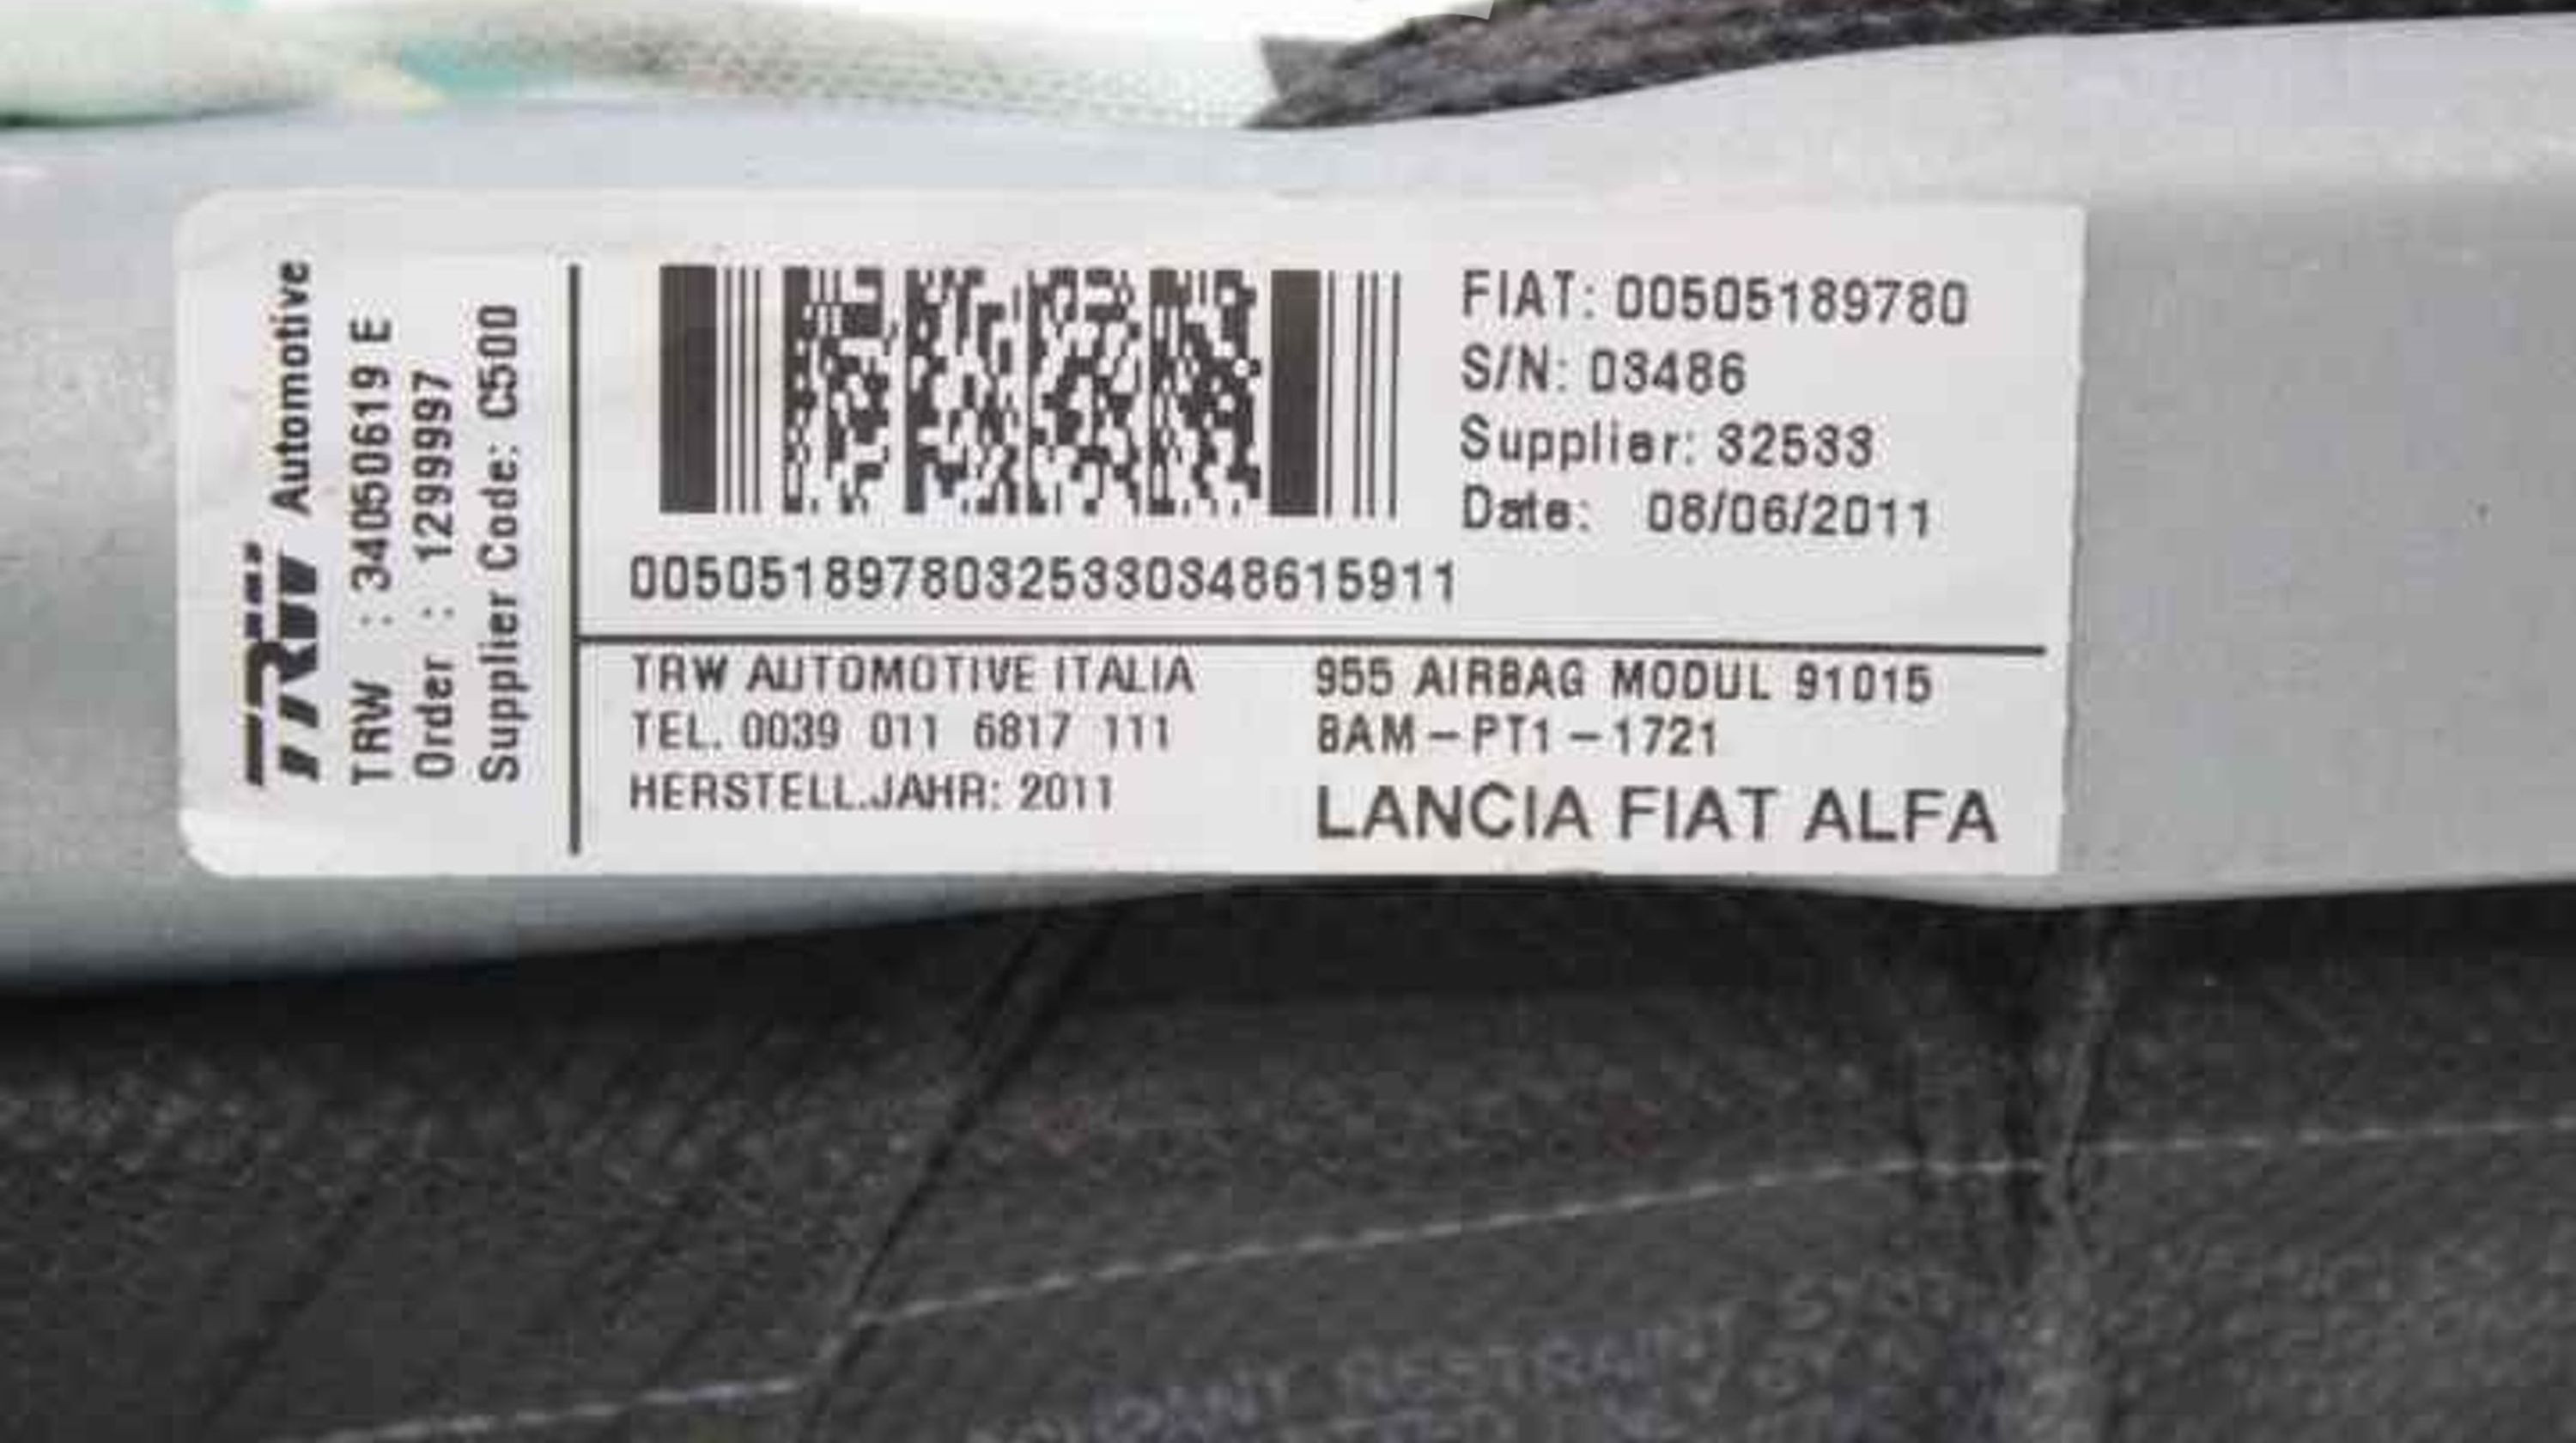 TRW Automotive
TRW : 34050619 E
Order : 1299997
Supplier Code: C500
FIAT: 00505189780
S/N: 03486
Supplier: 32533
Date: 08/06/2011
00505189780325330348615911
TRW AUTOMOTIVE ITALIA
TEL. 0039 011 6817 111
HERSTELL.JAHR: 2011
955 AIRBAG MODUL 91015
BAM-PT1-1721
LANCIA FIAT ALFA
RESTRAINT